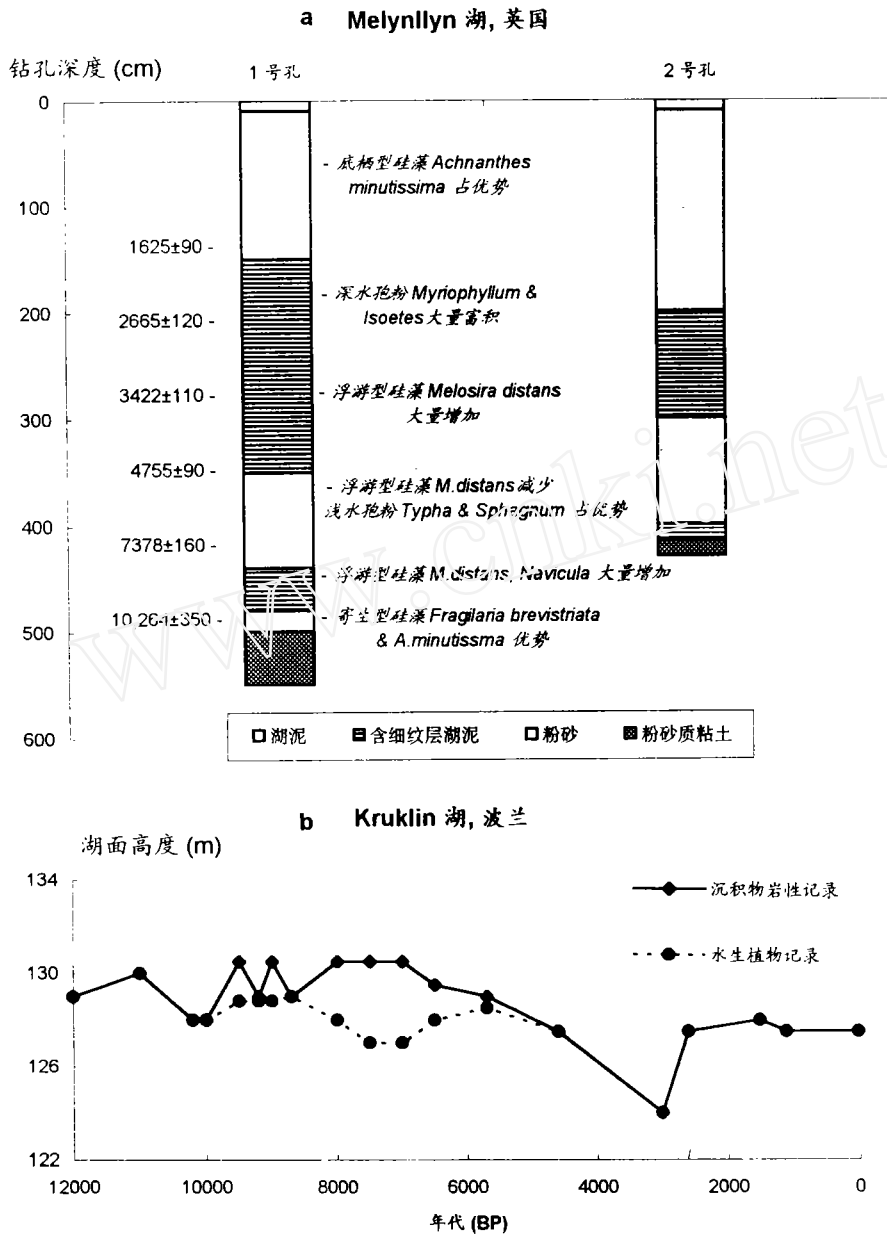 a Melynllyn 湖, 英国
钻孔深度 (cm)
1 号孔
2 号孔
0
100
200
300
400
500
600
1625±90 -
2665±120 -
3422±110 -
4755±90 -
7378±160 -
10 264±350 -
- 底栖型硅藻 Achnanthes
minutissima 占优势
- 深水孢粉 Myriophyllum &
Isoetes 大量富积
- 浮游型硅藻 Melosira distans
大量增加
- 浮游型硅藻 M.distans 减少
浅水孢粉 Typha & Sphagnum 占优势
- 浮游型硅藻 M.distans, Navicula 大量增加
- 寄生型硅藻 Fragilaria brevistriata
& A.minutissma 优势
湖泥 含细纹层湖泥 粉砂 粉砂质粘土
www.cnki.net
b Kruklin 湖, 波兰
湖面高度 (m)
134
130
126
122
沉积物岩性记录
水生植物记录
12000 10000 8000 6000 4000 2000 0
年代 (BP)